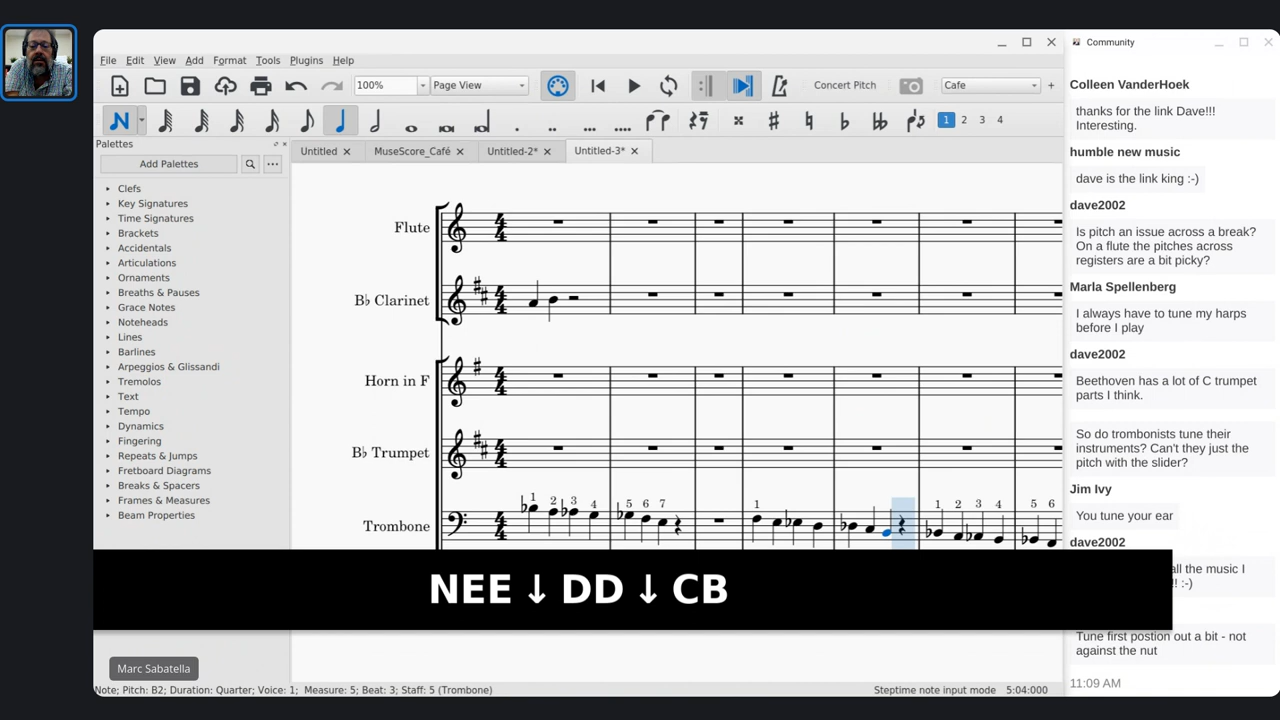 File Edit View Add Format Tools Plugins Help
100% Page View Concert Pitch Cafe +
1 2 3 4
Palettes
Add Palettes
Clefs
Key Signatures
Time Signatures
Brackets
Accidentals
Articulations
Ornaments
Breaths & Pauses
Grace Notes
Noteheads
Lines
Barlines
Arpeggios & Glissandi
Tremolos
Text
Tempo
Dynamics
Fingering
Repeats & Jumps
Fretboard Diagrams
Breaks & Spacers
Frames & Measures
Beam Properties
Untitled MuseScore_Café Untitled-2* Untitled-3*
Flute
B♭ Clarinet
Horn in F
B♭ Trumpet
1 2 3 4 5 6 7 1 1 2 3 4 5 6
Trombone
NEE ↓ DD ↓ CB
Marc Sabatella
Note; Pitch: B2; Duration: Quarter; Voice: 1; Measure: 5; Beat: 3; Staff: 5 (Trombone)
Steptime note input mode 5:04:000
Community
Colleen VanderHoek
thanks for the link Dave!!!
Interesting.
humble new music
dave is the link king :-)
dave2002
Is pitch an issue across a break?
On a flute the pitches across
registers are a bit picky?
Marla Spellenberg
I always have to tune my harps
before I play
dave2002
Beethoven has a lot of C trumpet
parts I think.
So do trombonists tune their
instruments? Can't they just the
pitch with the slider?
Jim Ivy
You tune your ear
dave2002
all the music I
!! :-)
Tune first postion out a bit - not
against the nut
11:09 AM